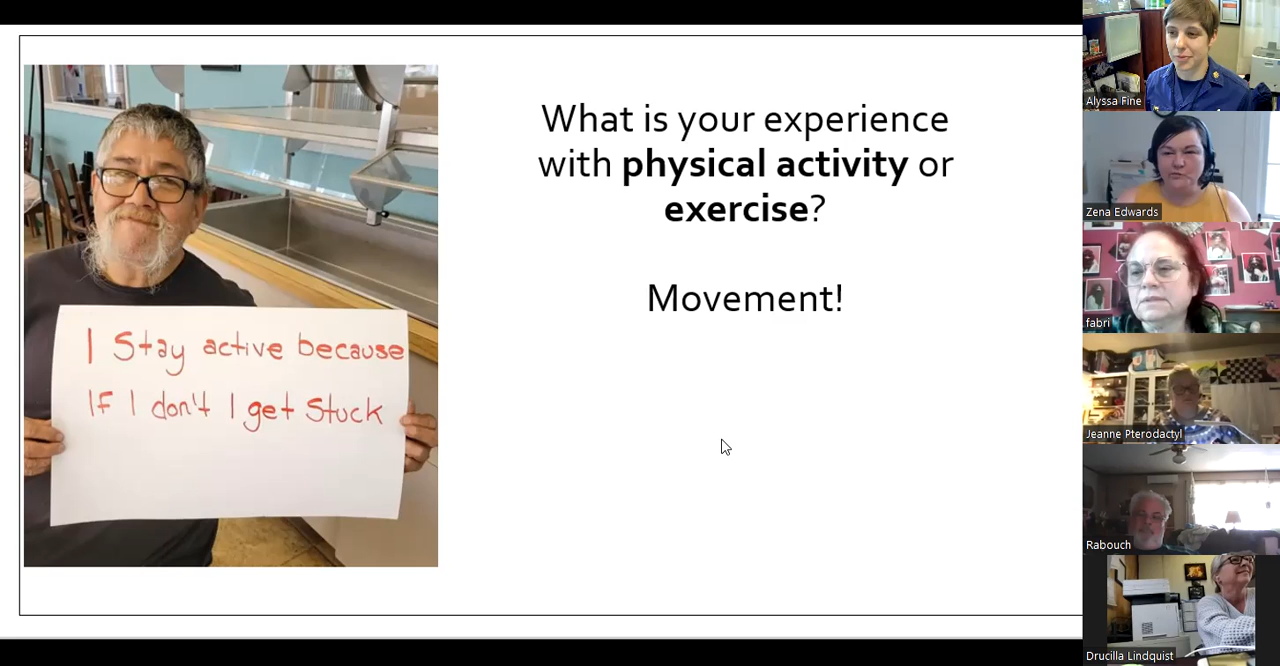 What is your experience
with physical activity or
exercise?
Movement!
I Stay active because
If I don't I get Stuck
Alyssa Fine
Zena Edwards
fabri
Jeanne Pterodactyl
Rabouch
Drucilla Lindquist